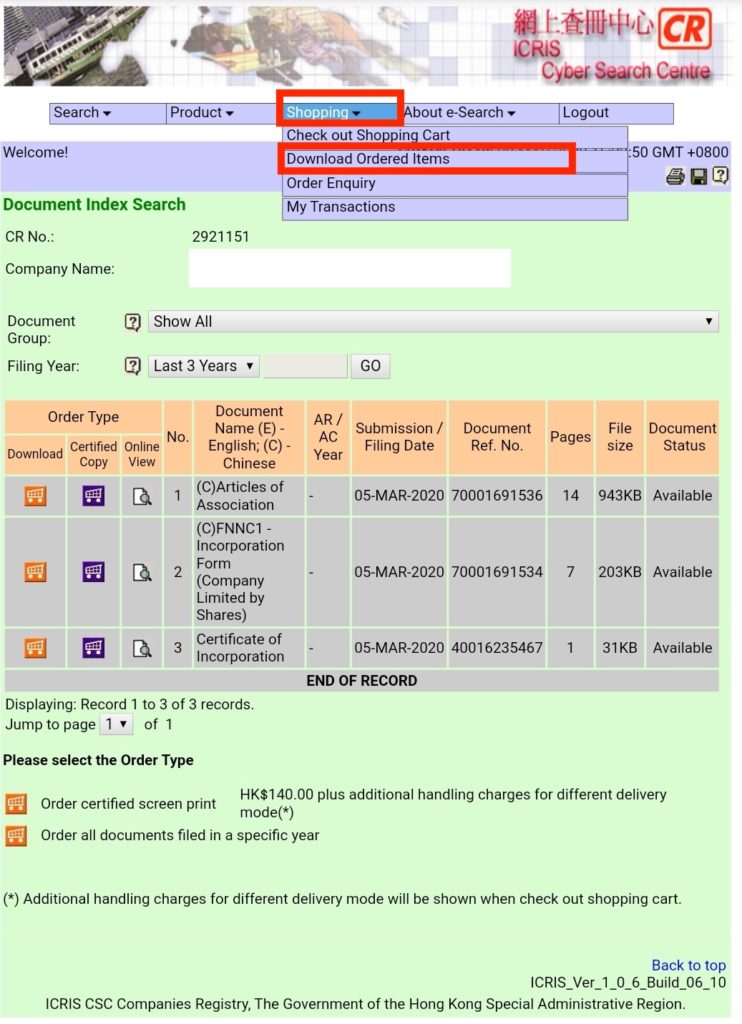 網上查冊中心 CR
ICRIS
Cyber Search Centre
Search Product Shopping About e-Search Logout
Check out Shopping Cart
Welcome! :50 GMT +0800
Download Ordered Items
Order Enquiry
My Transactions
Document Index Search
CR No.: 2921151
Company Name:
Document Group: ? Show All
Filing Year: ? Last 3 Years GO
Order Type No. Document Name (E) - English; (C) - Chinese AR / AC Year Submission / Filing Date Document Ref. No. Pages File size Document Status
Download Certified Copy Online View
1 (C)Articles of Association - 05-MAR-2020 70001691536 14 943KB Available
2 (C)FNNC1 - Incorporation Form (Company Limited by Shares) - 05-MAR-2020 70001691534 7 203KB Available
3 Certificate of Incorporation - 05-MAR-2020 40016235467 1 31KB Available
END OF RECORD
Displaying: Record 1 to 3 of 3 records.
Jump to page 1 of 1
Please select the Order Type
Order certified screen print HK$140.00 plus additional handling charges for different delivery mode(*)
Order all documents filed in a specific year
(*) Additional handling charges for different delivery mode will be shown when check out shopping cart.
Back to top
ICRIS_Ver_1_0_6_Build_06_10
ICRIS CSC Companies Registry, The Government of the Hong Kong Special Administrative Region.